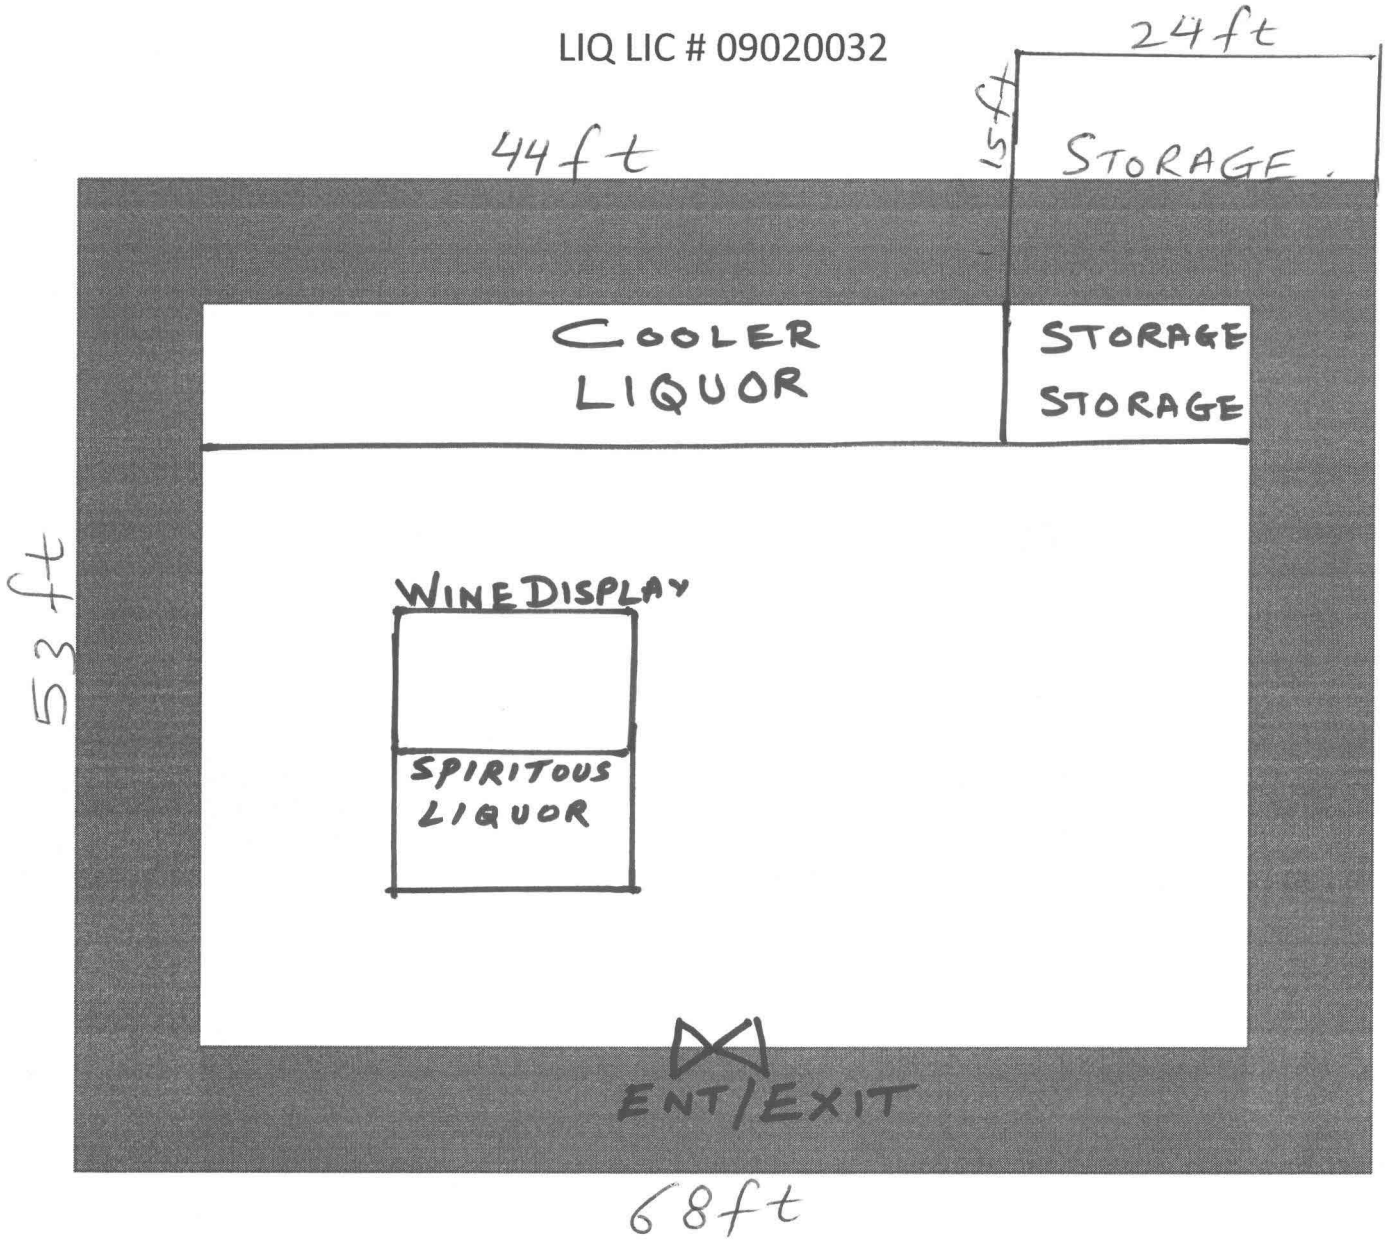 LIQ LIC # 09020032
24ft
15ft
44ft
STORAGE.
COOLER
LIQUOR
STORAGE
STORAGE
53ft
WINE DISPLAY
SPIRITOUS
LIQUOR
ENT/EXIT
68ft